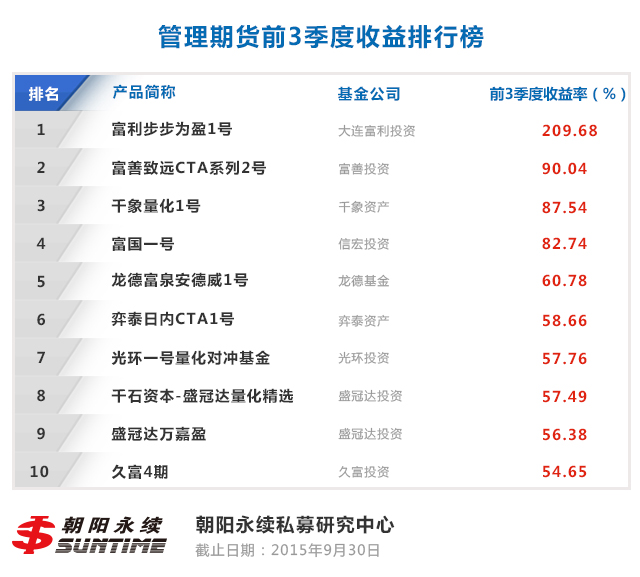 管理期货前3季度收益排行榜
排名 产品简称 基金公司 前3季度收益率（%）
1 富利步步为盈1号 大连富利投资 209.68
2 富善致远CTA系列2号 富善投资 90.04
3 千象量化1号 千象资产 87.54
4 富国一号 信宏投资 82.74
5 龙德富泉安德威1号 龙德基金 60.78
6 弈泰日内CTA1号 弈泰资产 58.66
7 光环一号量化对冲基金 光环投资 57.76
8 千石资本-盛冠达量化精选 盛冠达投资 57.49
9 盛冠达万嘉盈 盛冠达投资 56.38
10 久富4期 久富投资 54.65
朝阳永续
SUNTIME
朝阳永续私募研究中心
截止日期：2015年9月30日